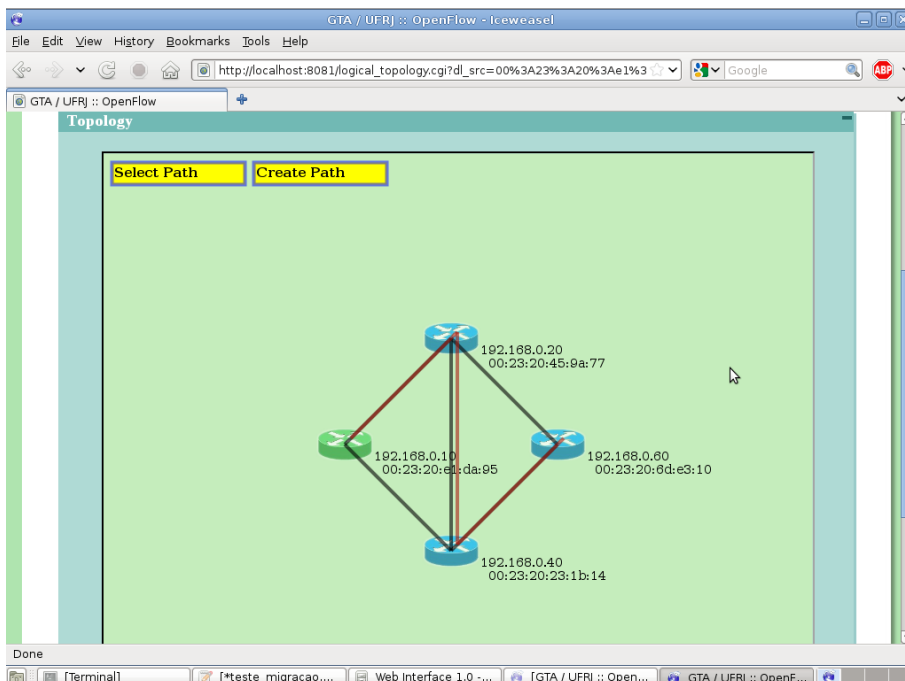 GTA / UFRJ :: OpenFlow - Iceweasel
File Edit View History Bookmarks Tools Help
http://localhost:8081/logical_topology.cgi?dl_src=00%3A23%3A20%3Ae1%3 Google ABP
GTA / UFRJ :: OpenFlow
Topology
Select Path Create Path
192.168.0.20
00:23:20:45:9a:77
192.168.0.10
00:23:20:e1:da:95
192.168.0.60
00:23:20:6d:e3:10
192.168.0.40
00:23:20:23:1b:14
Done
[Terminal] [*teste_migracao.... Web Interface 1.0 -... [GTA / UFRJ :: Open... GTA / UFRJ :: OpenF...